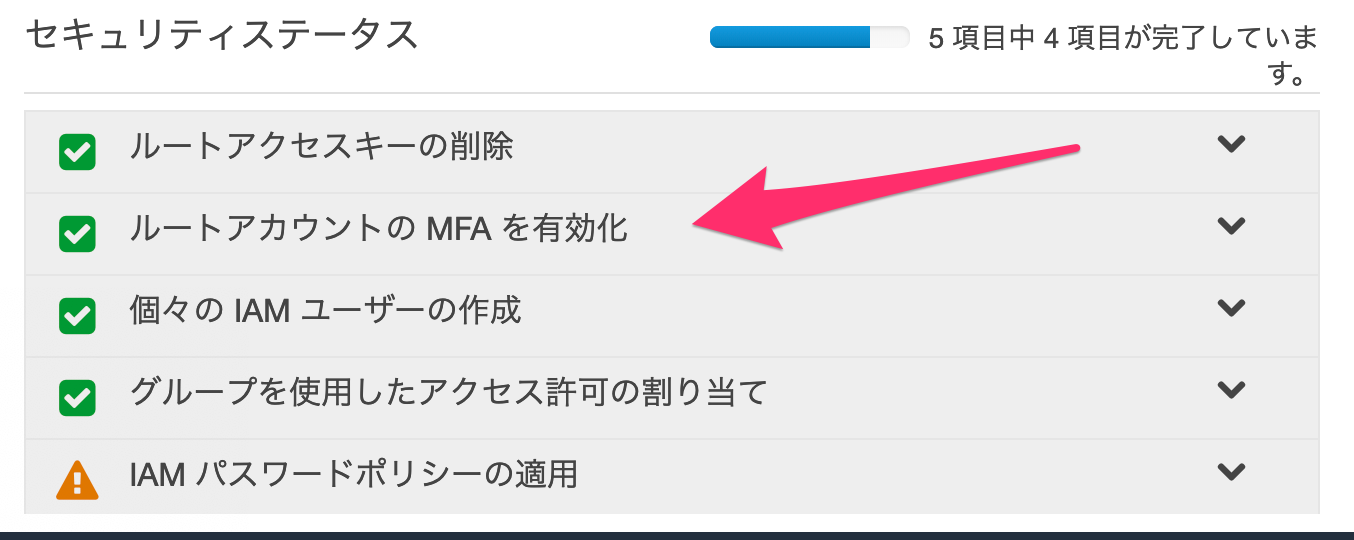 セキュリティステータス
5 項目中 4 項目が完了していま
す。
ルートアクセスキーの削除
ルートアカウントの MFA を有効化
個々の IAM ユーザーの作成
グループを使用したアクセス許可の割り当て
IAM パスワードポリシーの適用